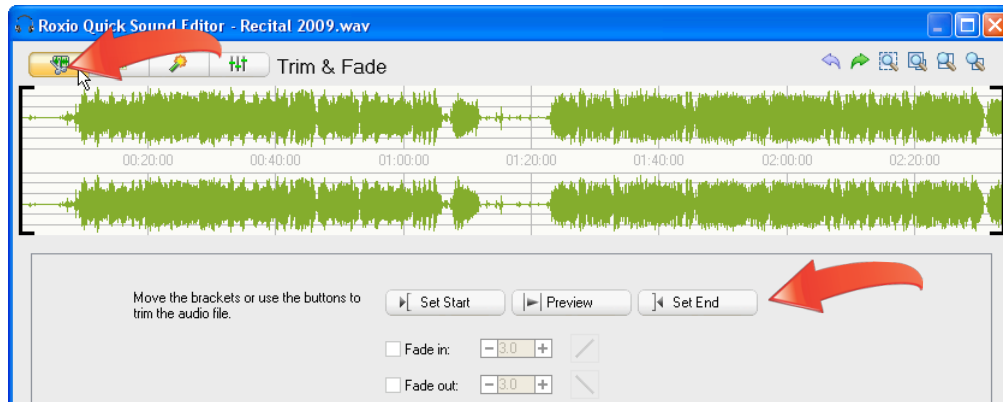 Roxio Quick Sound Editor - Recital 2009.wav
Trim & Fade
00:20:00 00:40:00 01:00:00 01:20:00 01:40:00 02:00:00 02:20:00
Move the brackets or use the buttons to
trim the audio file.
Set Start Preview Set End
Fade in: 3.0
Fade out: 3.0